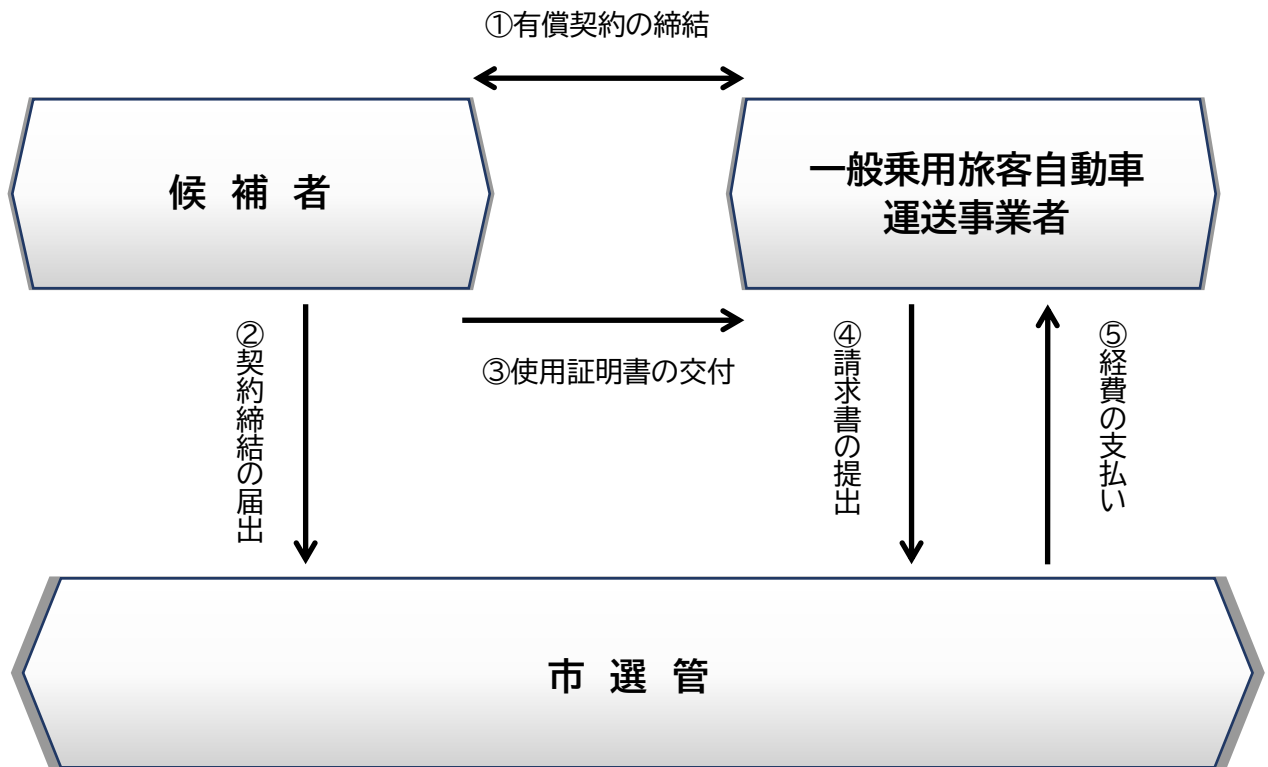 ①有償契約の締結
候 補 者
一般乗用旅客自動車
運送事業者
②契約締結の届出
③使用証明書の交付
④請求書の提出
⑤経費の支払い
市 選 管